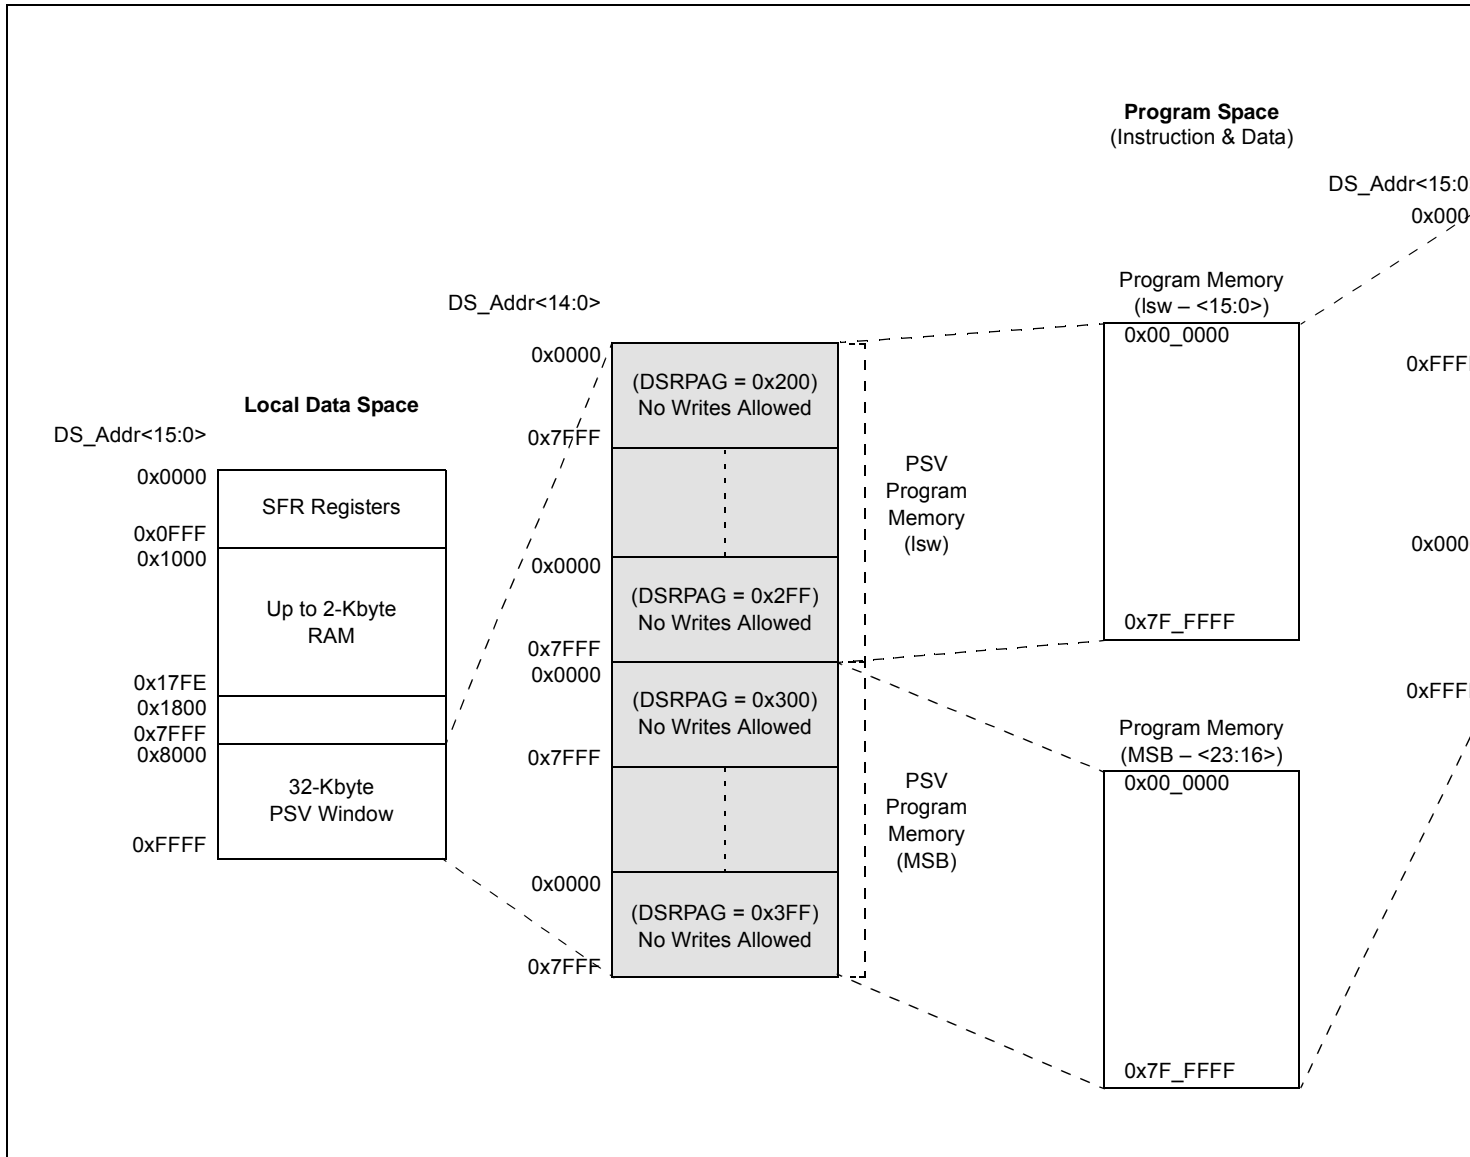 Program Space
(Instruction & Data)
DS_Addr<15:0
0x000
0xFFF
0x000
0xFFF
Program Memory
(lsw – <15:0>)
0x00_0000
0x7F_FFFF
Program Memory
(MSB – <23:16>)
0x00_0000
0x7F_FFFF
DS_Addr<14:0>
0x0000
(DSRPAG = 0x200)
No Writes Allowed
0x7FFF
0x0000
(DSRPAG = 0x2FF)
No Writes Allowed
0x7FFF
0x0000
(DSRPAG = 0x300)
No Writes Allowed
0x7FFF
0x0000
(DSRPAG = 0x3FF)
No Writes Allowed
0x7FFF
PSV
Program
Memory
(lsw)
PSV
Program
Memory
(MSB)
Local Data Space
DS_Addr<15:0>
0x0000
SFR Registers
0x0FFF
0x1000
Up to 2-Kbyte
RAM
0x17FE
0x1800
0x7FFF
0x8000
32-Kbyte
PSV Window
0xFFFF